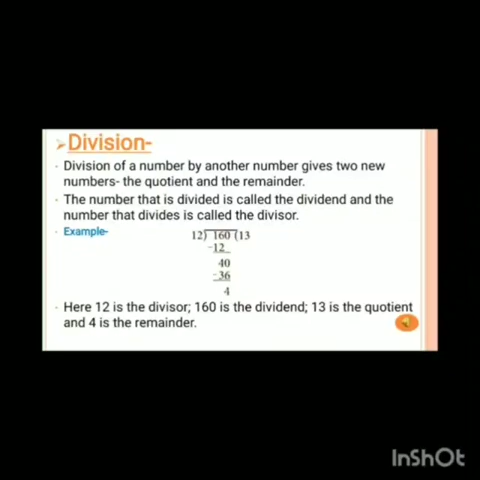 ➢Division-
· Division of a number by another number gives two new
numbers- the quotient and the remainder.
· The number that is divided is called the dividend and the
number that divides is called the divisor.
· Example-
12) 160 (13
-12
40
-36
4
· Here 12 is the divisor; 160 is the dividend; 13 is the quotient
and 4 is the remainder.
InShOt